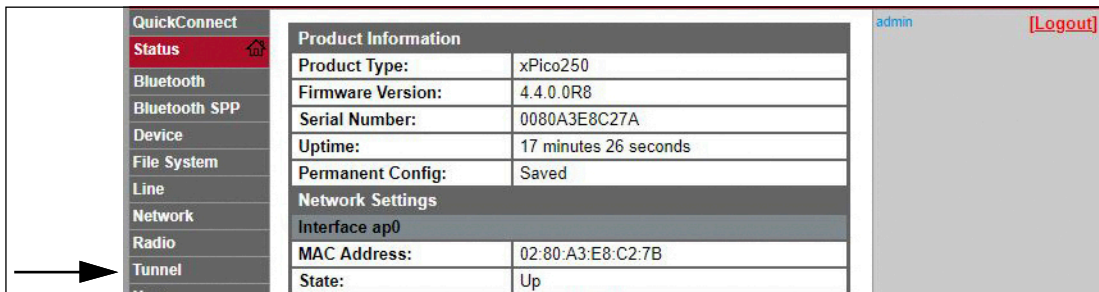 QuickConnect
Status
Bluetooth
Bluetooth SPP
Device
File System
Line
Network
Radio
Tunnel
Product Information
Product Type: xPico250
Firmware Version: 4.4.0.0R8
Serial Number: 0080A3E8C27A
Uptime: 17 minutes 26 seconds
Permanent Config: Saved
Network Settings
Interface ap0
MAC Address: 02:80:A3:E8:C2:7B
State: Up
admin [Logout]